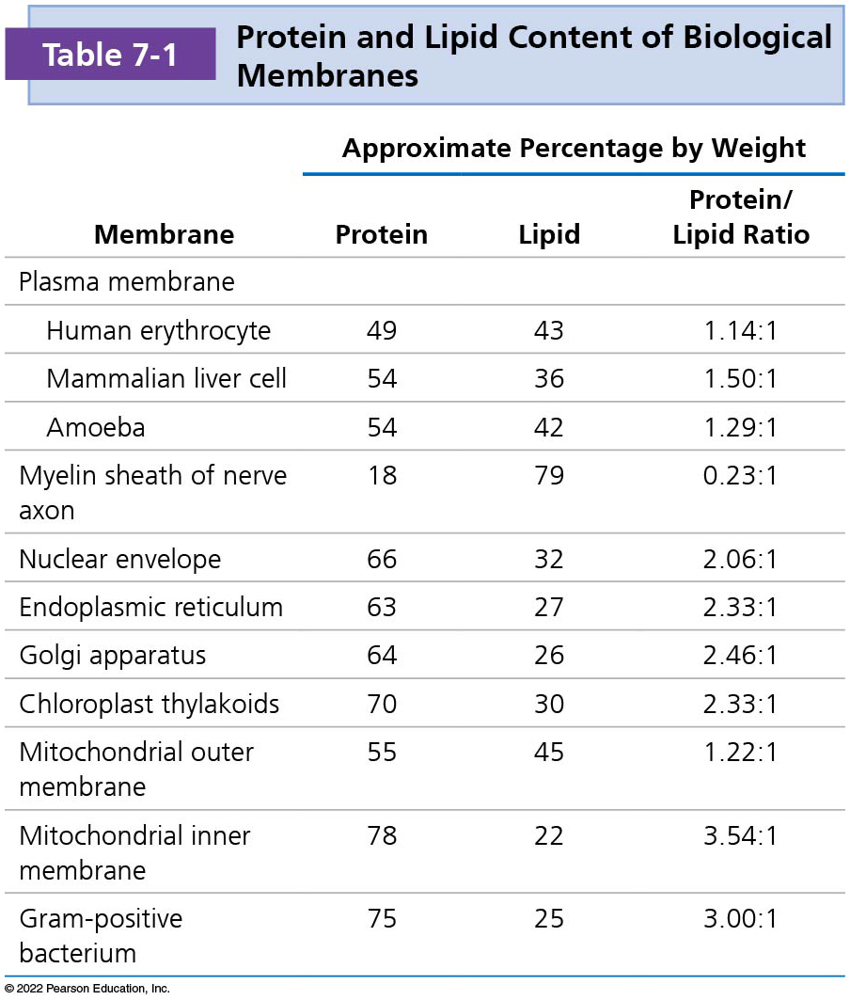 Table 7-1
Protein and Lipid Content of Biological
Membranes
Approximate Percentage by Weight
Membrane Protein Lipid Protein/
Lipid Ratio
Plasma membrane
Human erythrocyte 49 43 1.14:1
Mammalian liver cell 54 36 1.50:1
Amoeba 54 42 1.29:1
Myelin sheath of nerve 18 79 0.23:1
axon
Nuclear envelope 66 32 2.06:1
Endoplasmic reticulum 63 27 2.33:1
Golgi apparatus 64 26 2.46:1
Chloroplast thylakoids 70 30 2.33:1
Mitochondrial outer 55 45 1.22:1
membrane
Mitochondrial inner 78 22 3.54:1
membrane
Gram-positive 75 25 3.00:1
bacterium
© 2022 Pearson Education, Inc.